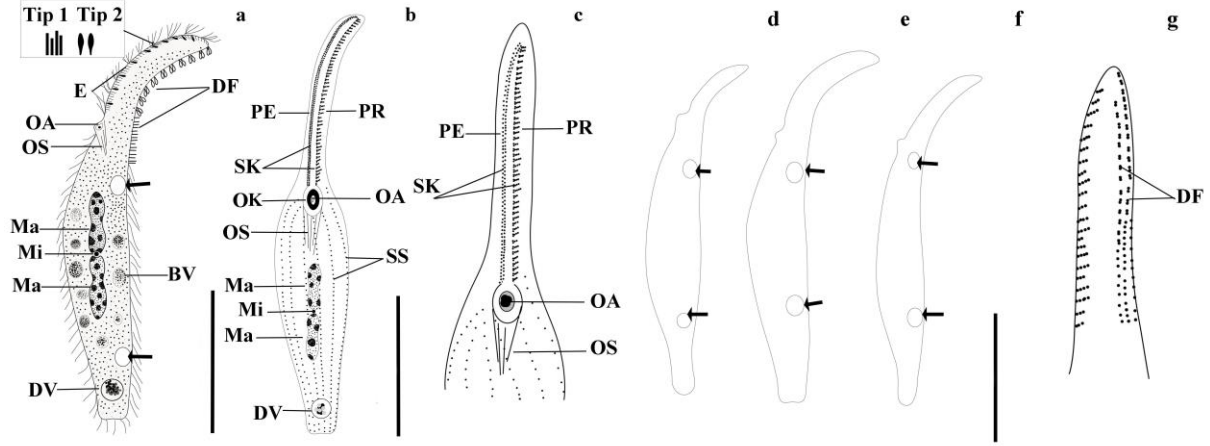 Tip 1 Tip 2
a
b
c
d
e
f
g
E
DF
OA
OS
Ma
Mi
Ma
BV
DV
PE
PR
SK
OK
OA
OS
SS
Ma
Mi
Ma
DV
PE
PR
SK
OA
OS
DF